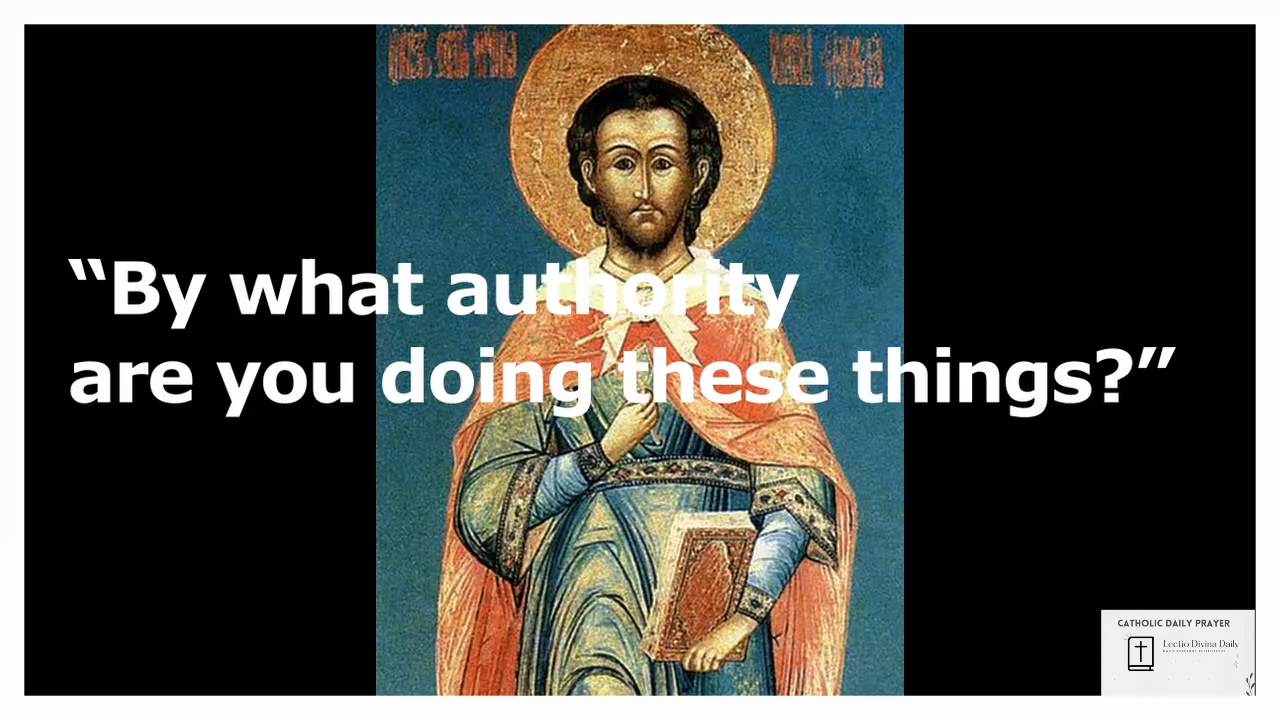 “By what authority
are you doing these things?”
CATHOLIC DAILY PRAYER
Lectio Divina Daily